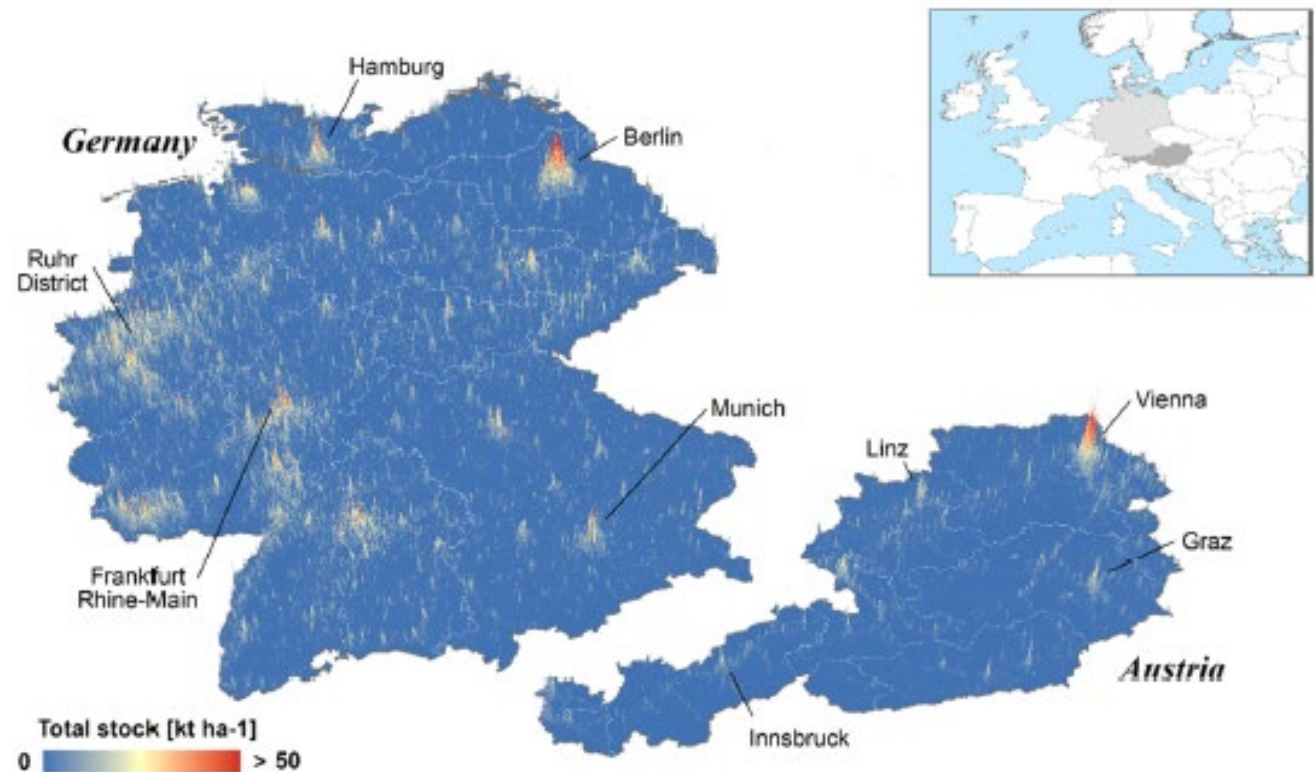 Hamburg
Germany
Berlin
Ruhr
District
Munich
Vienna
Linz
Graz
Frankfurt
Rhine-Main
Austria
Innsbruck
Total stock [kt ha-1]
0
> 50